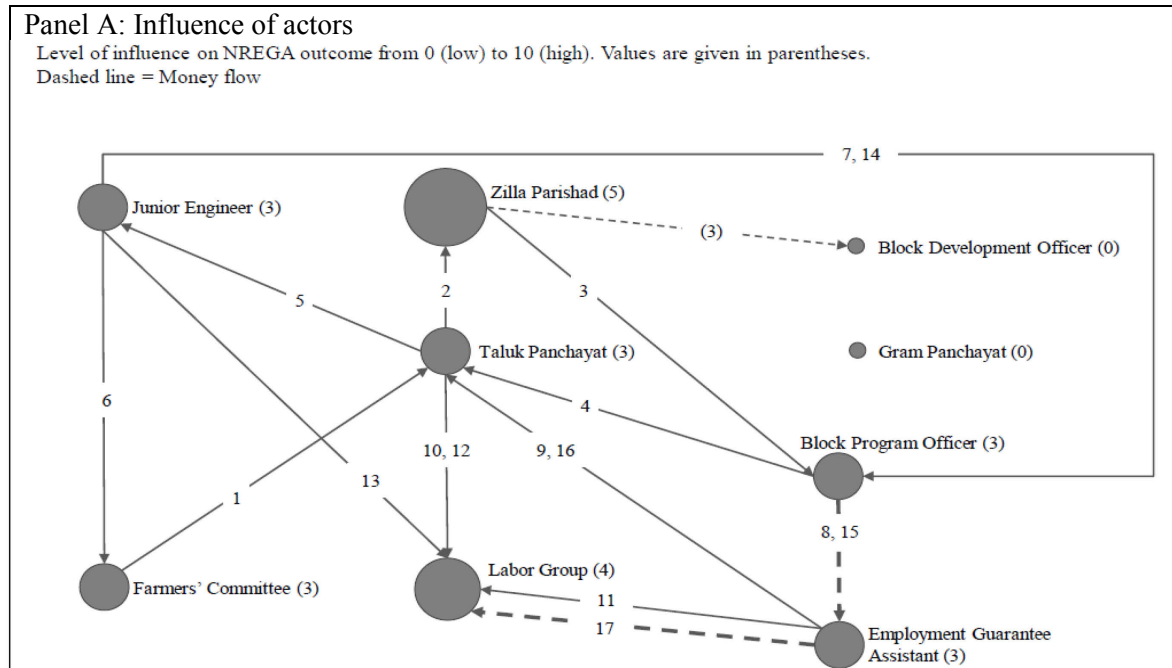 Panel A: Influence of actors
Level of influence on NREGA outcome from 0 (low) to 10 (high). Values are given in parentheses.
Dashed line = Money flow
7, 14
Zilla Parishad (5)
Junior Engineer (3)
(3)
Block Development Officer (0)
2
3
5
Taluk Panchayat (3)
Gram Panchayat (0)
6
4
10, 12
9, 16
Block Program Officer (3)
13
1
8, 15
Labor Group (4)
Farmers' Committee (3)
11
17
Employment Guarantee
Assistant (3)